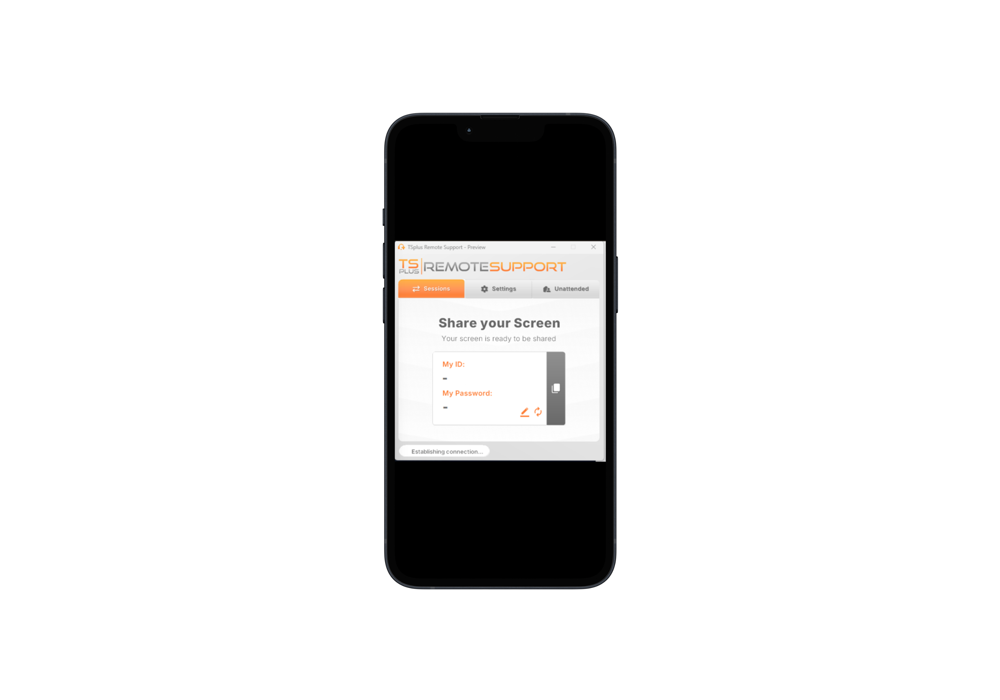 TSplus Remote Support - Preview
TS PLUS REMOTESUPPORT
Sessions Settings Unattended
Share your Screen
Your screen is ready to be shared
My ID:
-
My Password:
-
Establishing connection...